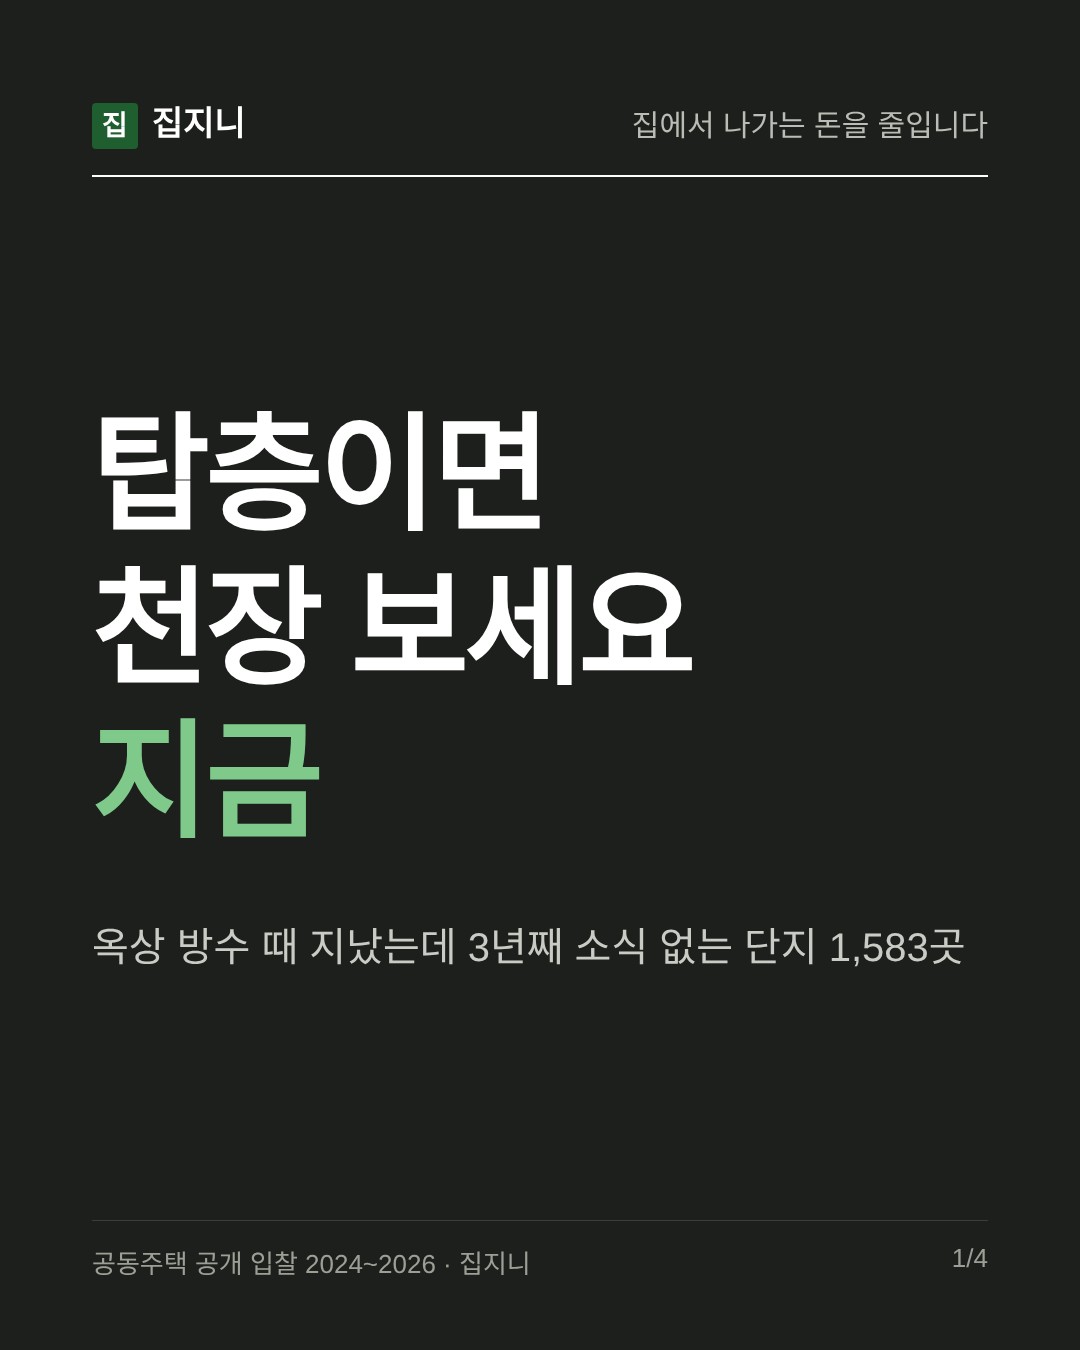 집 집지니
집에서 나가는 돈을 줄입니다
탑층이면
천장 보세요
지금
옥상 방수 때 지났는데 3년째 소식 없는 단지 1,583곳
공동주택 공개 입찰 2024~2026 · 집지니
1/4